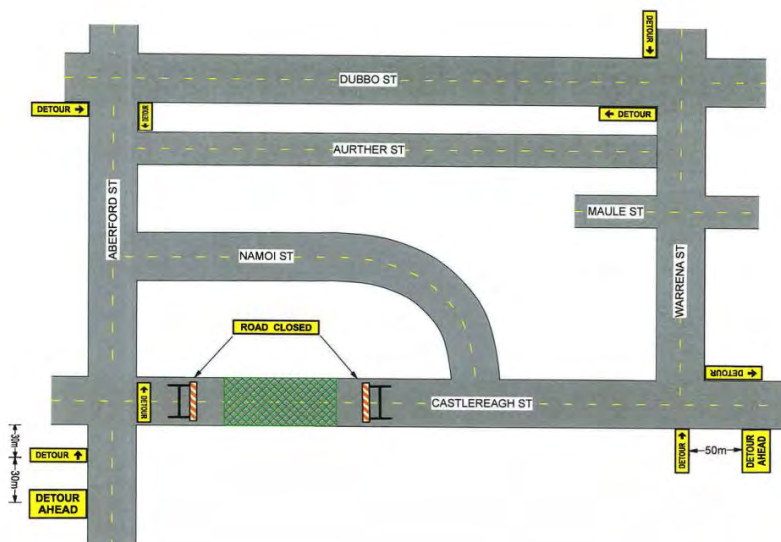 DETOUR
DUBBO ST
DETOUR →
DETOUR
← DETOUR
AURTHER ST
ABERFORD ST
MAULE ST
NAMOI ST
WARRENA ST
ROAD CLOSED
DETOUR
DETOUR
CASTLEREAGH ST
30m
DETOUR
30m
DETOUR
AHEAD
DETOUR
50m
DETOUR
AHEAD